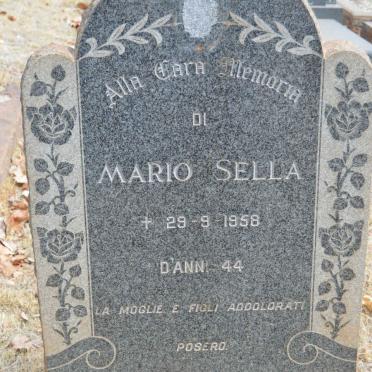 Alla Cara Memoria
DI
MARIO SELLA
† 29-9 1958
D'ANNI 44
LA MOGLIE E FIGLI ADDOLORATI
POSERO.